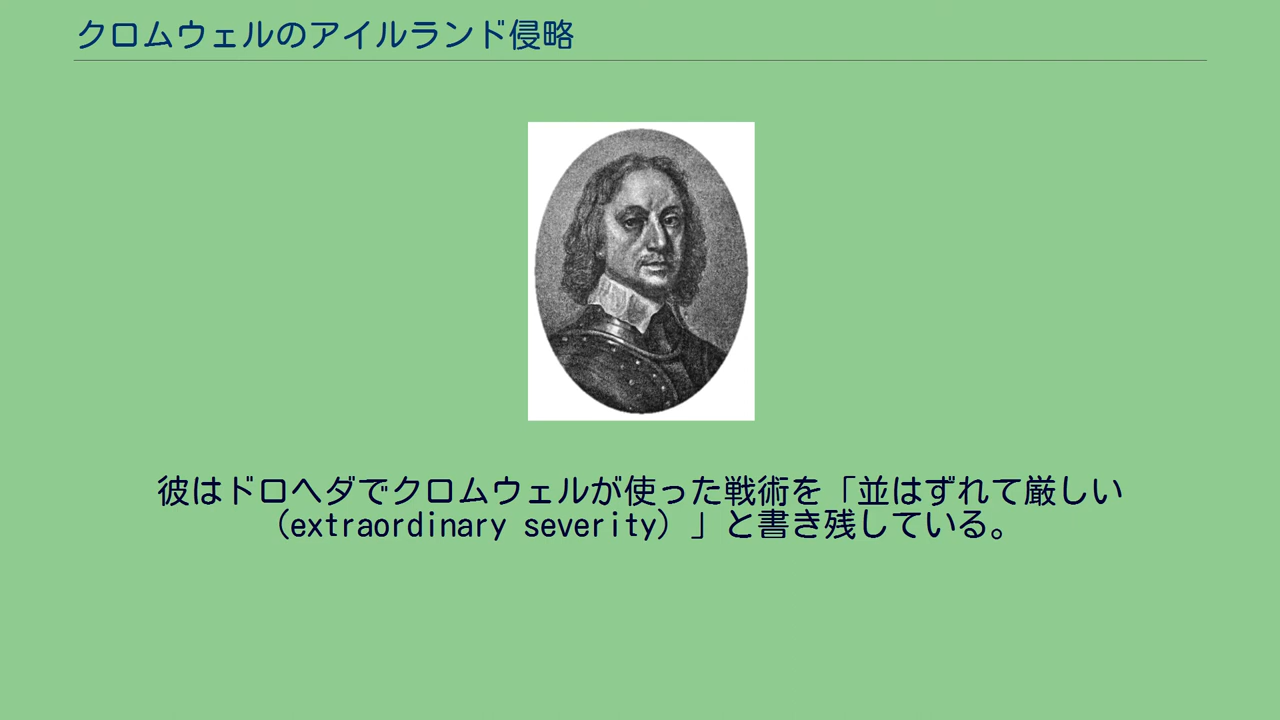 クロムウェルのアイルランド侵略
彼はドロヘダでクロムウェルが使った戦術を「並はずれて厳しい
（extraordinary severity）」と書き残している。